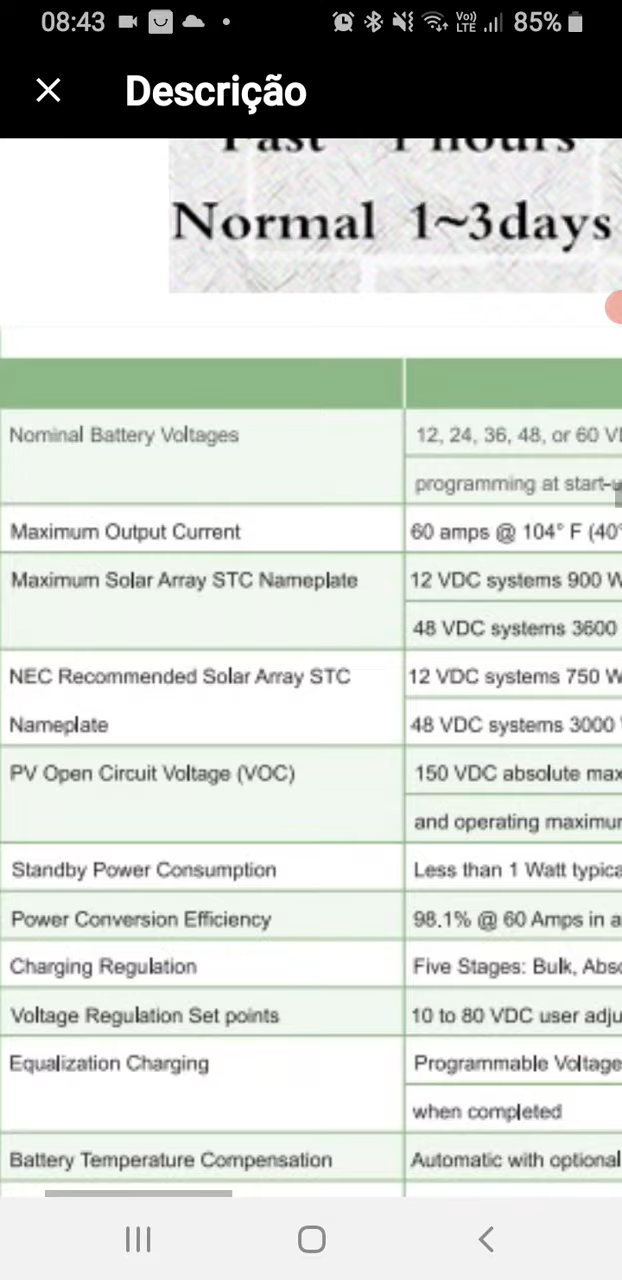 08:43 Vo)) LTE 85%
Descrição
Normal 1~3days
Nominal Battery Voltages
12, 24, 36, 48, or 60
programming at
Maximum Output Current
60 amps @ 104° F (40°
Maximum Solar Array STC Nameplate
12 VDC systems 900 W
48 VDC systems 3600
NEC Recommended Solar Array STC
Nameplate
12 VDC systems 750 W
48 VDC systems 3000
PV Open Circuit Voltage (VOC)
150 VDC absolute
and operating
Standby Power Consumption
Less than 1 Watt
Power Conversion Efficiency
98.1% @ 60 Amps in
Charging Regulation
Five Stages: Bulk,
Voltage Regulation Set points
10 to 80 VDC user
Equalization Charging
Programmable Voltage
when completed
Battery Temperature Compensation
Automatic with optional